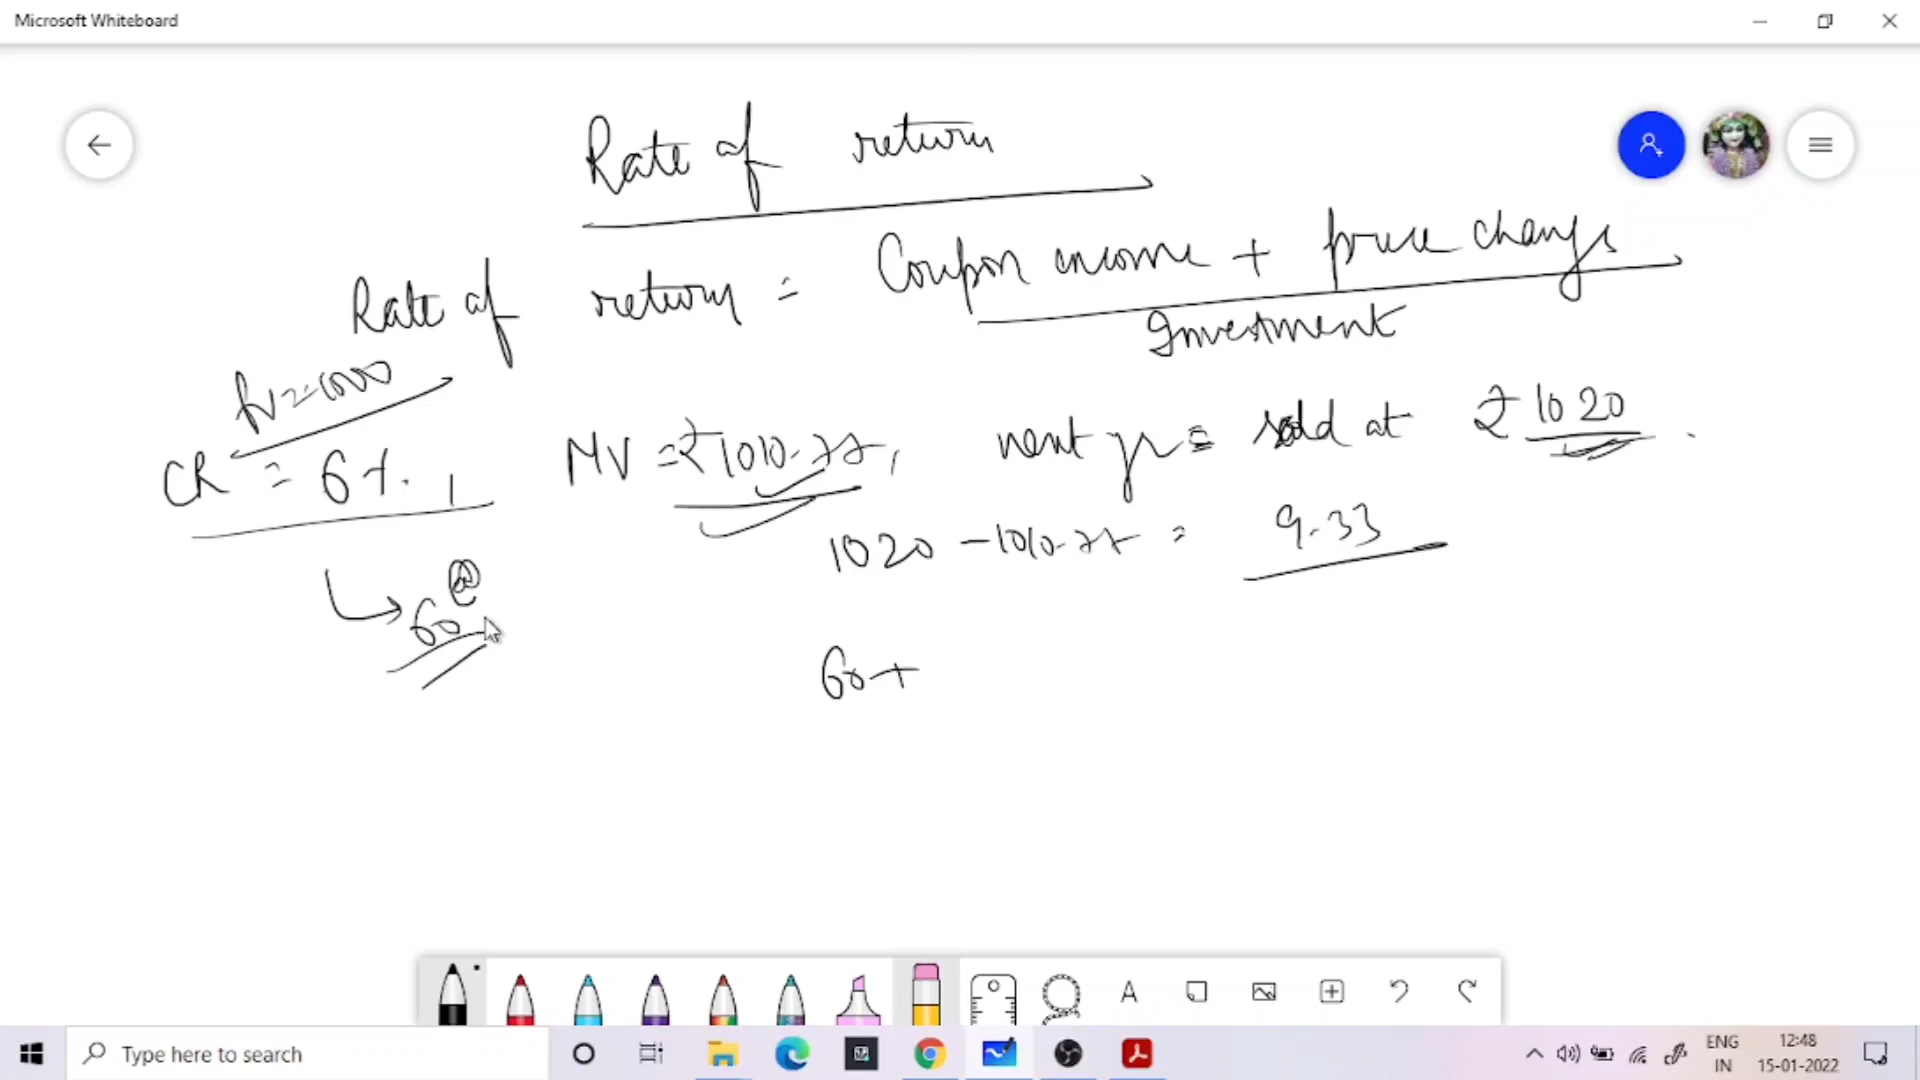 Microsoft Whiteboard
Rate of return
Rate of return = Coupon income + price change
Investment
fv = 1000
CR = 6%.,
MV = ₹1010.77, next yr = sold at ₹1020.
1020 - 1010.77 = 9.33
@
60
60+
A
Type here to search
ENG
IN
12:48
15-01-2022